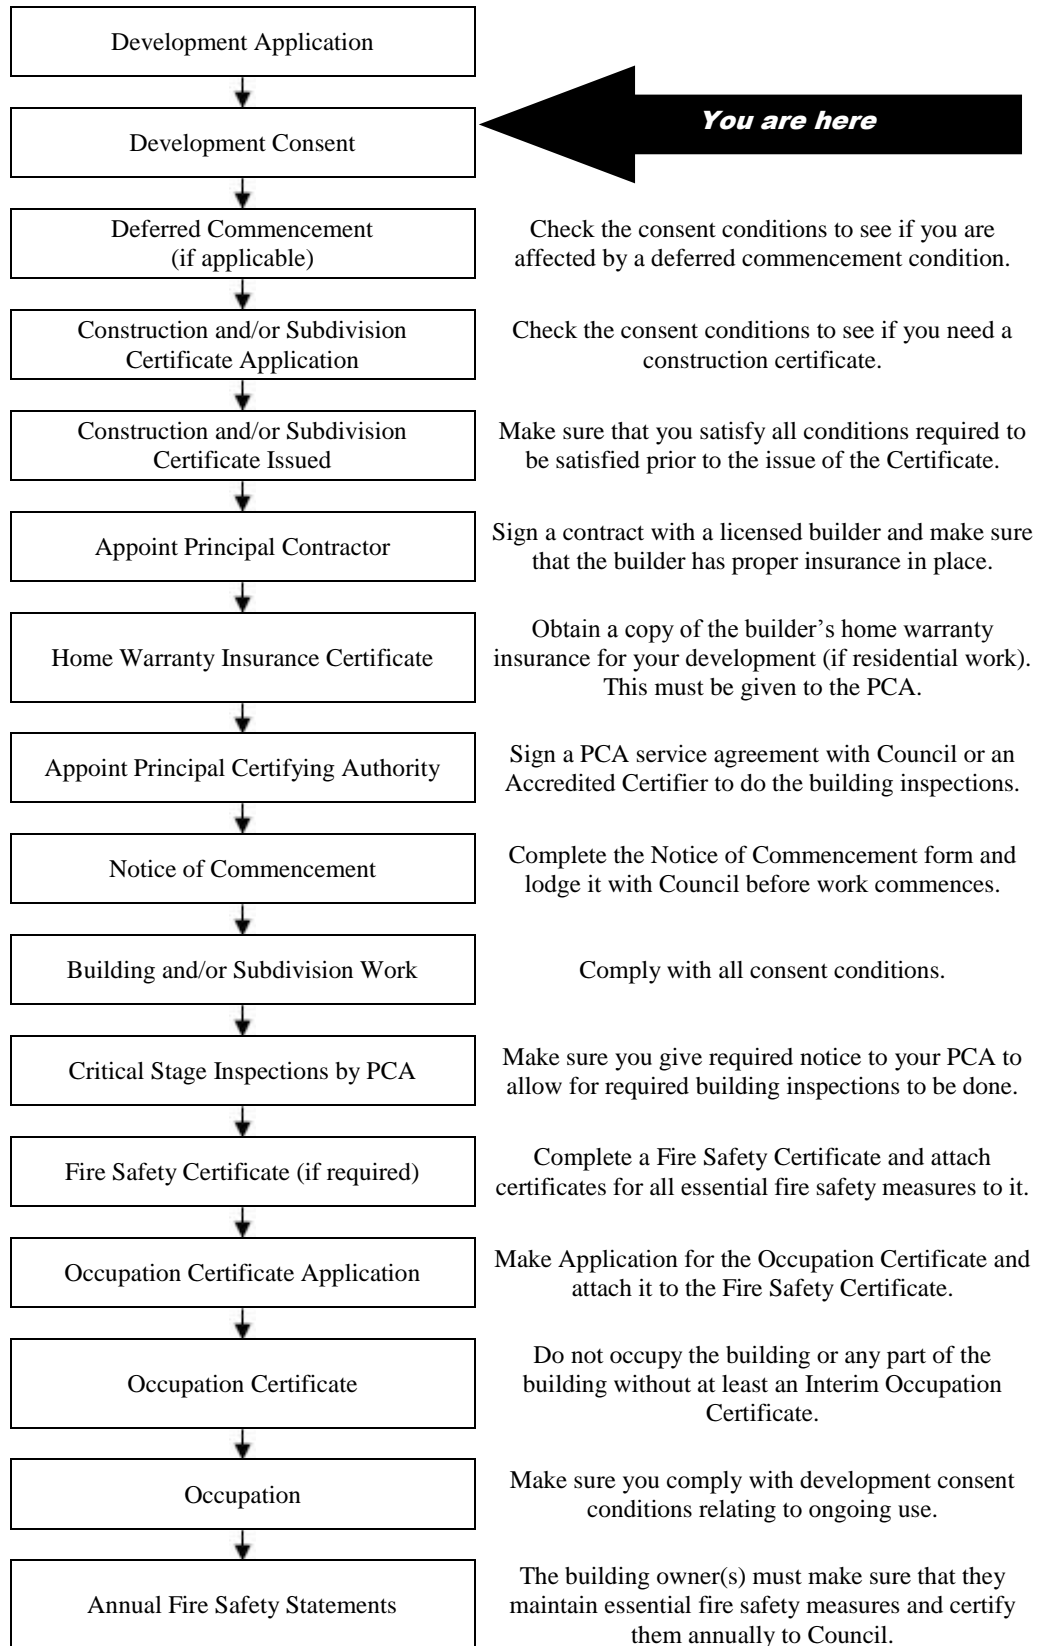 Development Application
Development Consent
You are here
Deferred Commencement
(if applicable)
Check the consent conditions to see if you are
affected by a deferred commencement condition.
Construction and/or Subdivision
Certificate Application
Check the consent conditions to see if you need a
construction certificate.
Construction and/or Subdivision
Certificate Issued
Make sure that you satisfy all conditions required to
be satisfied prior to the issue of the Certificate.
Appoint Principal Contractor
Sign a contract with a licensed builder and make sure
that the builder has proper insurance in place.
Home Warranty Insurance Certificate
Obtain a copy of the builder’s home warranty
insurance for your development (if residential work).
This must be given to the PCA.
Appoint Principal Certifying Authority
Sign a PCA service agreement with Council or an
Accredited Certifier to do the building inspections.
Notice of Commencement
Complete the Notice of Commencement form and
lodge it with Council before work commences.
Building and/or Subdivision Work
Comply with all consent conditions.
Critical Stage Inspections by PCA
Make sure you give required notice to your PCA to
allow for required building inspections to be done.
Fire Safety Certificate (if required)
Complete a Fire Safety Certificate and attach
certificates for all essential fire safety measures to it.
Occupation Certificate Application
Make Application for the Occupation Certificate and
attach it to the Fire Safety Certificate.
Occupation Certificate
Do not occupy the building or any part of the
building without at least an Interim Occupation
Certificate.
Occupation
Make sure you comply with development consent
conditions relating to ongoing use.
Annual Fire Safety Statements
The building owner(s) must make sure that they
maintain essential fire safety measures and certify
them annually to Council.